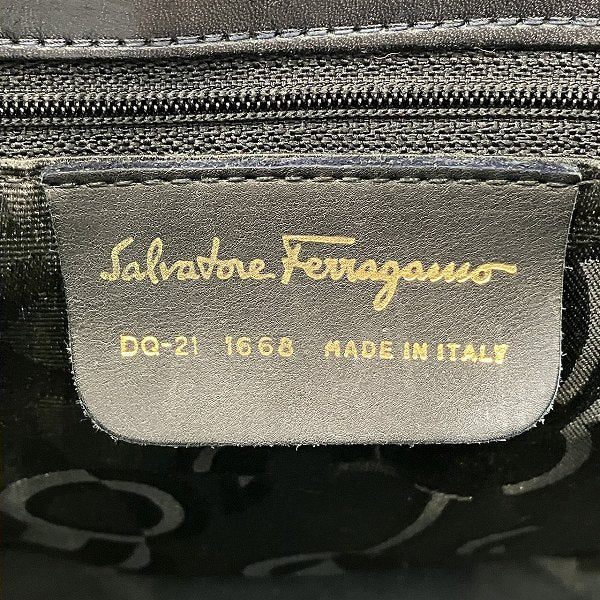 Salvatore Ferragamo
DQ-21 1668 MADE IN ITALY